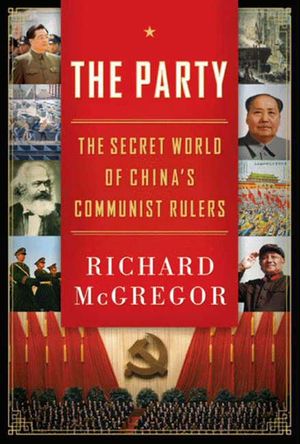 THE PARTY
THE SECRET WORLD
OF CHINA'S
COMMUNIST RULERS
RICHARD
McGREGOR